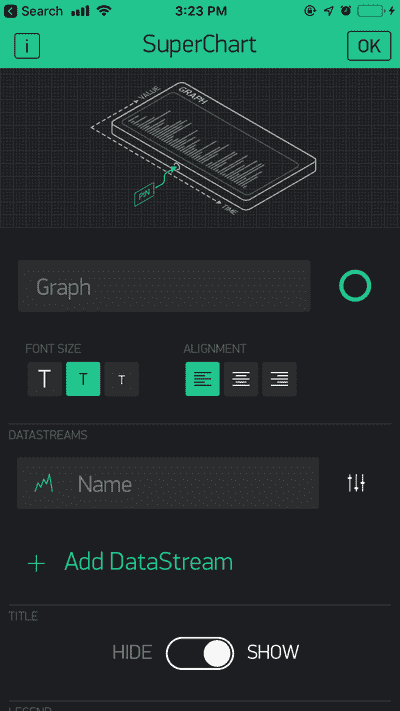 Search 3:23 PM
i SuperChart OK
VALUE
GRAPH
PIN
TIME
Graph
FONT SIZE ALIGNMENT
T T T
DATASTREAMS
Name
+ Add DataStream
TITLE
HIDE SHOW
LEGEND